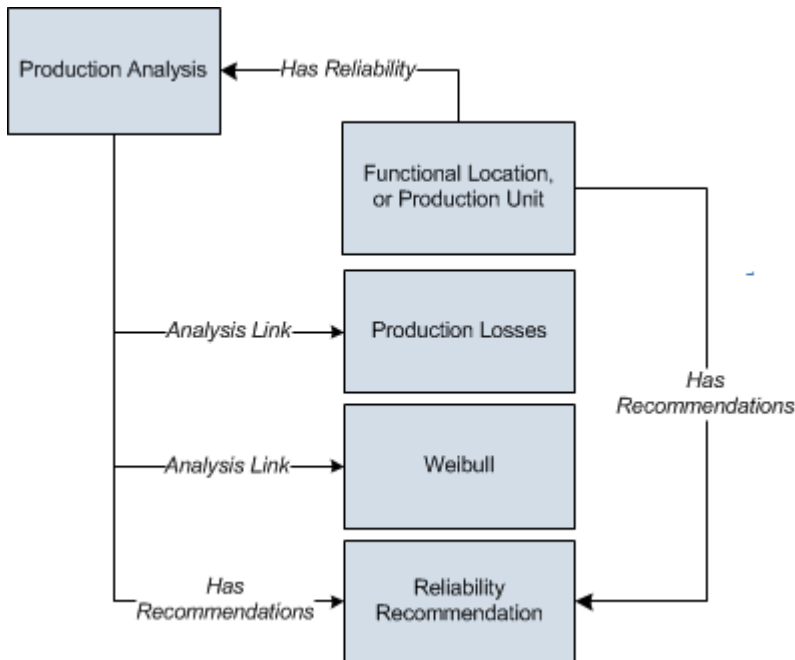 Production Analysis
Has Reliability
Functional Location,
or Production Unit
Analysis Link
Production Losses
Has
Recommendations
Analysis Link
Weibull
Has
Recommendations
Reliability
Recommendation